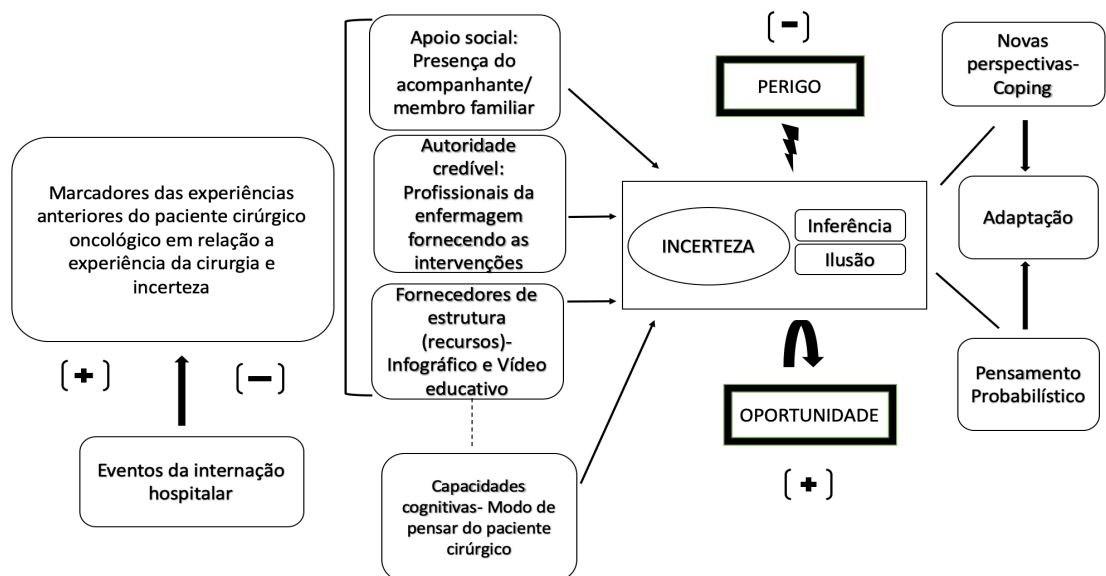 Marcadores das experiências
anteriores do paciente cirúrgico
oncológico em relação a
experiência da cirurgia e
incerteza
(+)
(−)
Eventos da internação
hospitalar
Apoio social:
Presença do
acompanhante/
membro familiar
Autoridade
credível:
Profissionais da
enfermagem
fornecendo as
intervenções
Fornecedores de
estrutura
(recursos)-
Infográfico e Vídeo
educativo
Capacidades
cognitivas- Modo de
pensar do paciente
cirúrgico
(−)
PERIGO
INCERTEZA
Inferência
Ilusão
OPORTUNIDADE
(+)
Novas
perspectivas-
Coping
Adaptação
Pensamento
Probabilístico